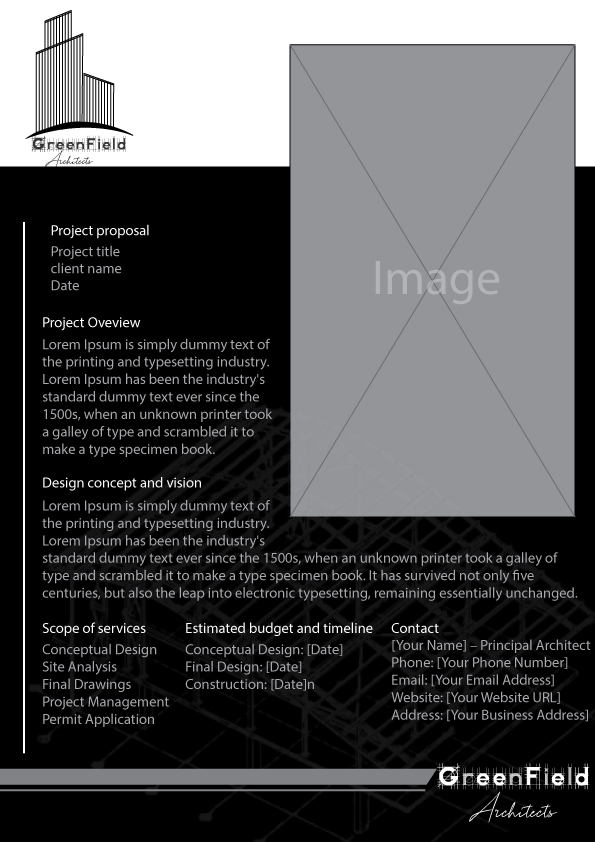 GreenField
Architects
Image
Project proposal
Project title
client name
Date
Project Oveview
Lorem Ipsum is simply dummy text of
the printing and typesetting industry.
Lorem Ipsum has been the industry's
standard dummy text ever since the
1500s, when an unknown printer took
a galley of type and scrambled it to
make a type specimen book.
Design concept and vision
Lorem Ipsum is simply dummy text of
the printing and typesetting industry.
Lorem Ipsum has been the industry's
standard dummy text ever since the 1500s, when an unknown printer took a galley of
type and scrambled it to make a type specimen book. It has survived not only five
centuries, but also the leap into electronic typesetting, remaining essentially unchanged.
Scope of services
Conceptual Design
Site Analysis
Final Drawings
Project Management
Permit Application
Estimated budget and timeline
Conceptual Design: [Date]
Final Design: [Date]
Construction: [Date]n
Contact
[Your Name] – Principal Architect
Phone: [Your Phone Number]
Email: [Your Email Address]
Website: [Your Website URL]
Address: [Your Business Address]
GreenField
Architects